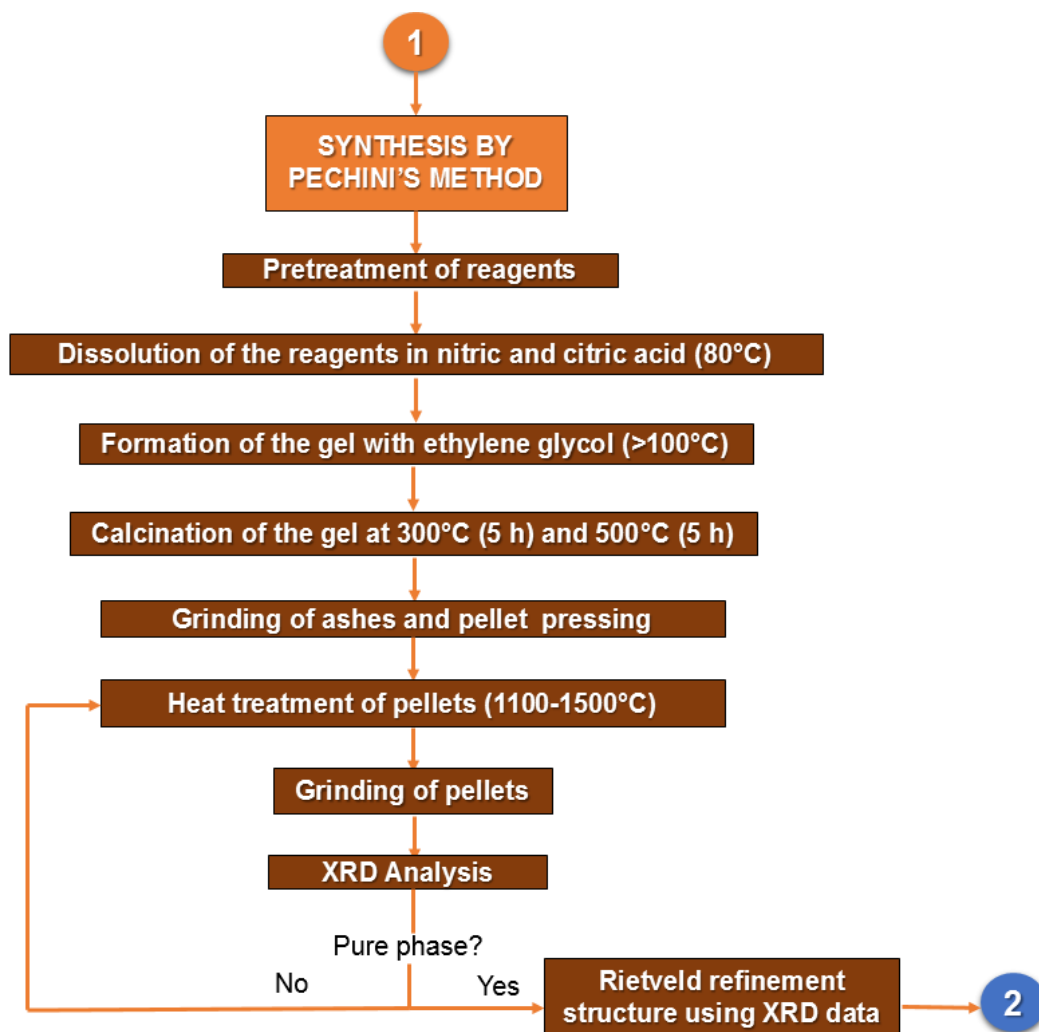 1
SYNTHESIS BY
PECHINI'S METHOD
Pretreatment of reagents
Dissolution of the reagents in nitric and citric acid (80°C)
Formation of the gel with ethylene glycol (>100°C)
Calcination of the gel at 300°C (5 h) and 500°C (5 h)
Grinding of ashes and pellet pressing
Heat treatment of pellets (1100-1500°C)
Grinding of pellets
XRD Analysis
Pure phase?
No
Yes
Rietveld refinement
structure using XRD data
2